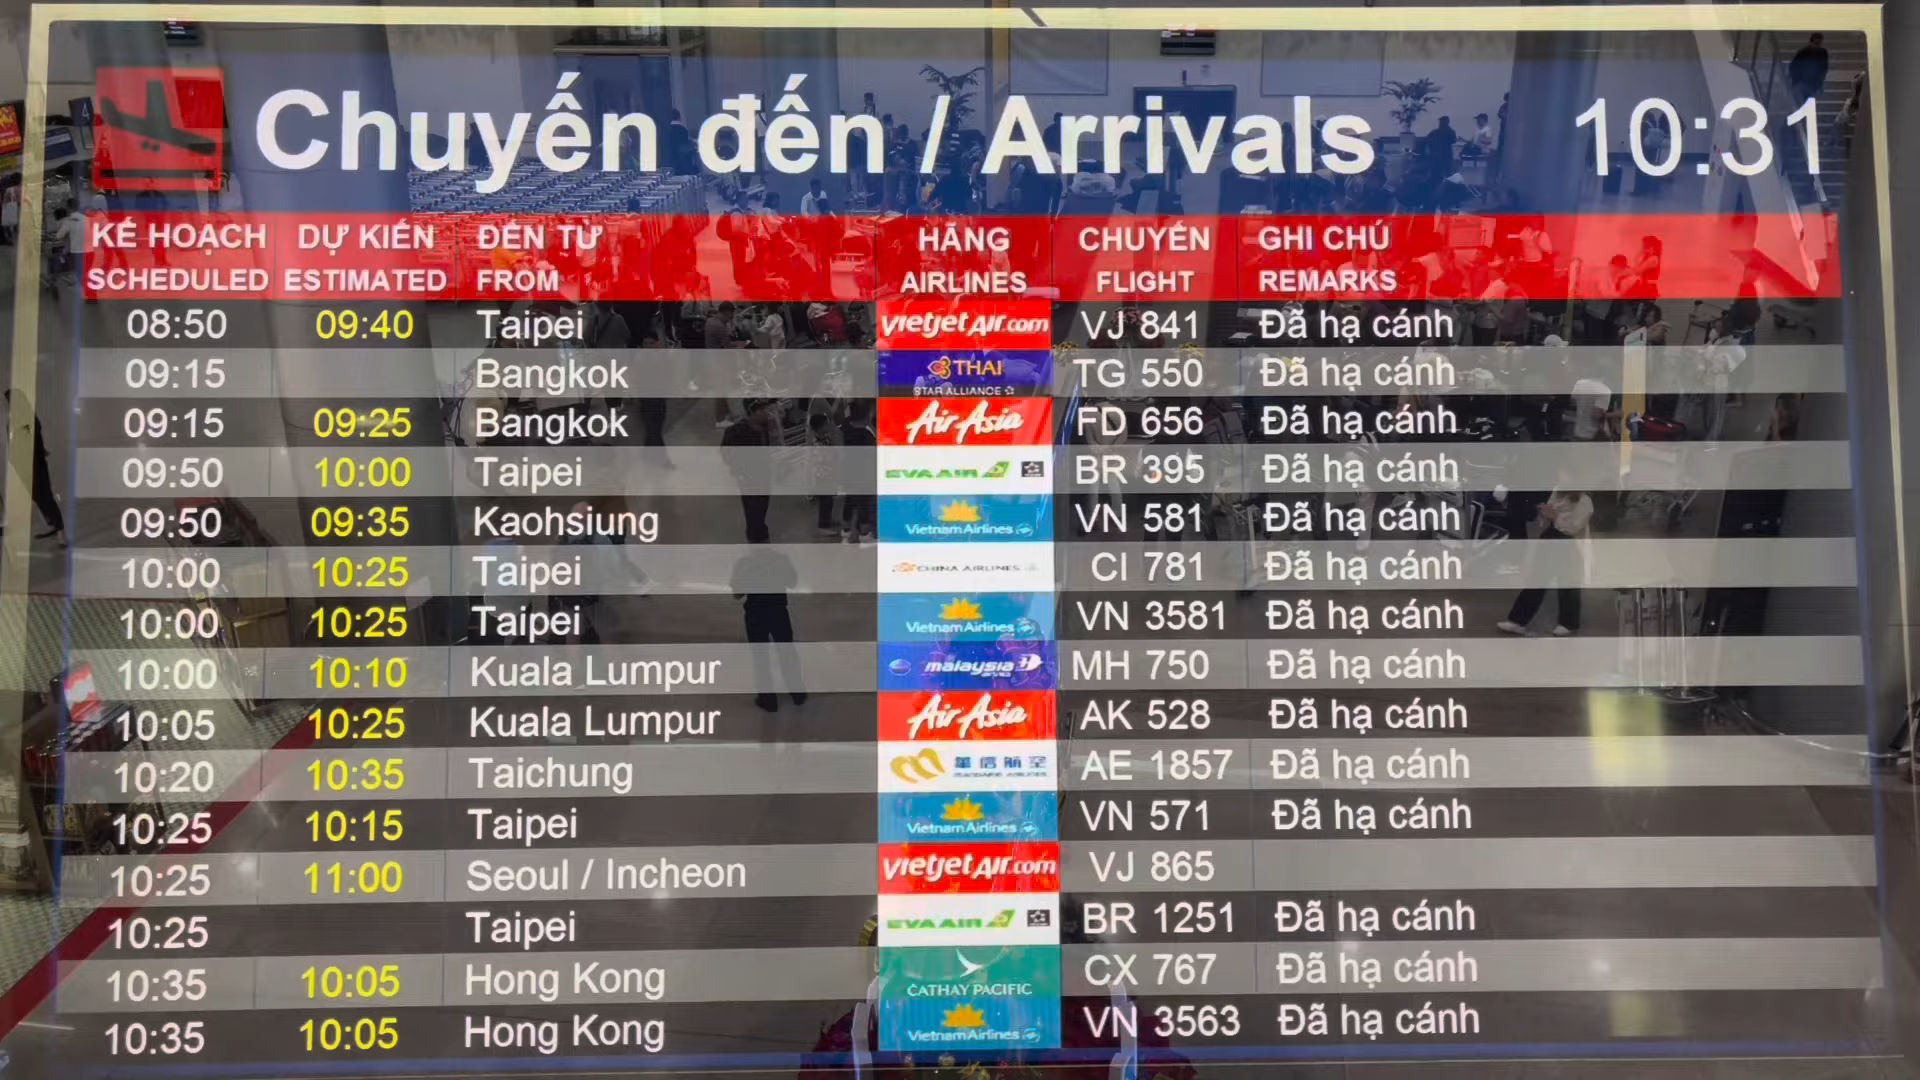 Chuyến đến / Arrivals 10:31
KẾ HOẠCH DỰ KIẾN ĐẾN TỪ HÃNG CHUYẾN GHI CHÚ
SCHEDULED ESTIMATED FROM AIRLINES FLIGHT REMARKS
08:50 09:40 Taipei vietjetAir.com VJ 841 Đã hạ cánh
09:15 Bangkok THAI TG 550 Đã hạ cánh
STAR ALLIANCE
09:15 09:25 Bangkok AirAsia FD 656 Đã hạ cánh
09:50 10:00 Taipei EVA AIR BR 395 Đã hạ cánh
09:50 09:35 Kaohsiung Vietnam Airlines VN 581 Đã hạ cánh
10:00 10:25 Taipei CHINA AIRLINES CI 781 Đã hạ cánh
10:00 10:25 Taipei Vietnam Airlines VN 3581 Đã hạ cánh
10:00 10:10 Kuala Lumpur malaysia MH 750 Đã hạ cánh
10:05 10:25 Kuala Lumpur AirAsia AK 528 Đã hạ cánh
10:20 10:35 Taichung 華信航空 AE 1857 Đã hạ cánh
MANDARIN AIRLINES
10:25 10:15 Taipei Vietnam Airlines VN 571 Đã hạ cánh
10:25 11:00 Seoul / Incheon vietjetAir.com VJ 865
10:25 Taipei EVA AIR BR 1251 Đã hạ cánh
10:35 10:05 Hong Kong CATHAY PACIFIC CX 767 Đã hạ cánh
10:35 10:05 Hong Kong Vietnam Airlines VN 3563 Đã hạ cánh